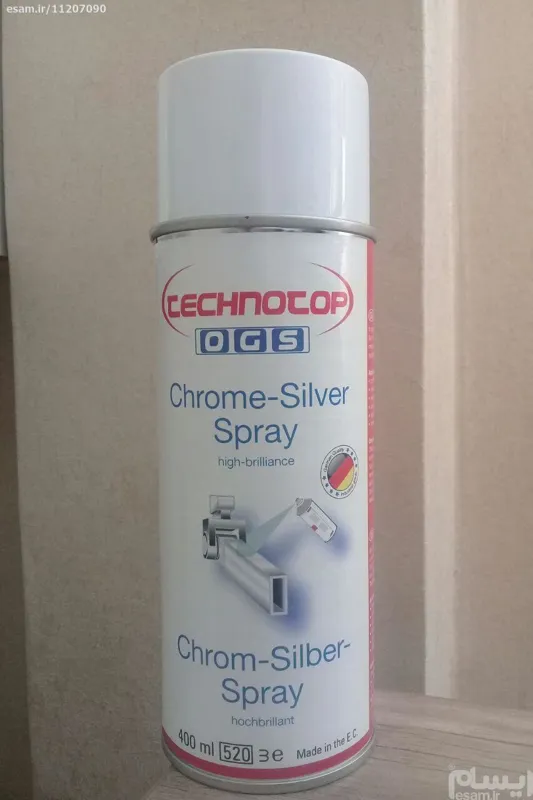 esam.ir/11207090
TECHNOTOP
OGS
Chrome-Silver
Spray
high-brilliance
Chrom-Silber-
Spray
hochbrillant
400 ml 520 3e Made in the E.C.
ایسام
esam.ir